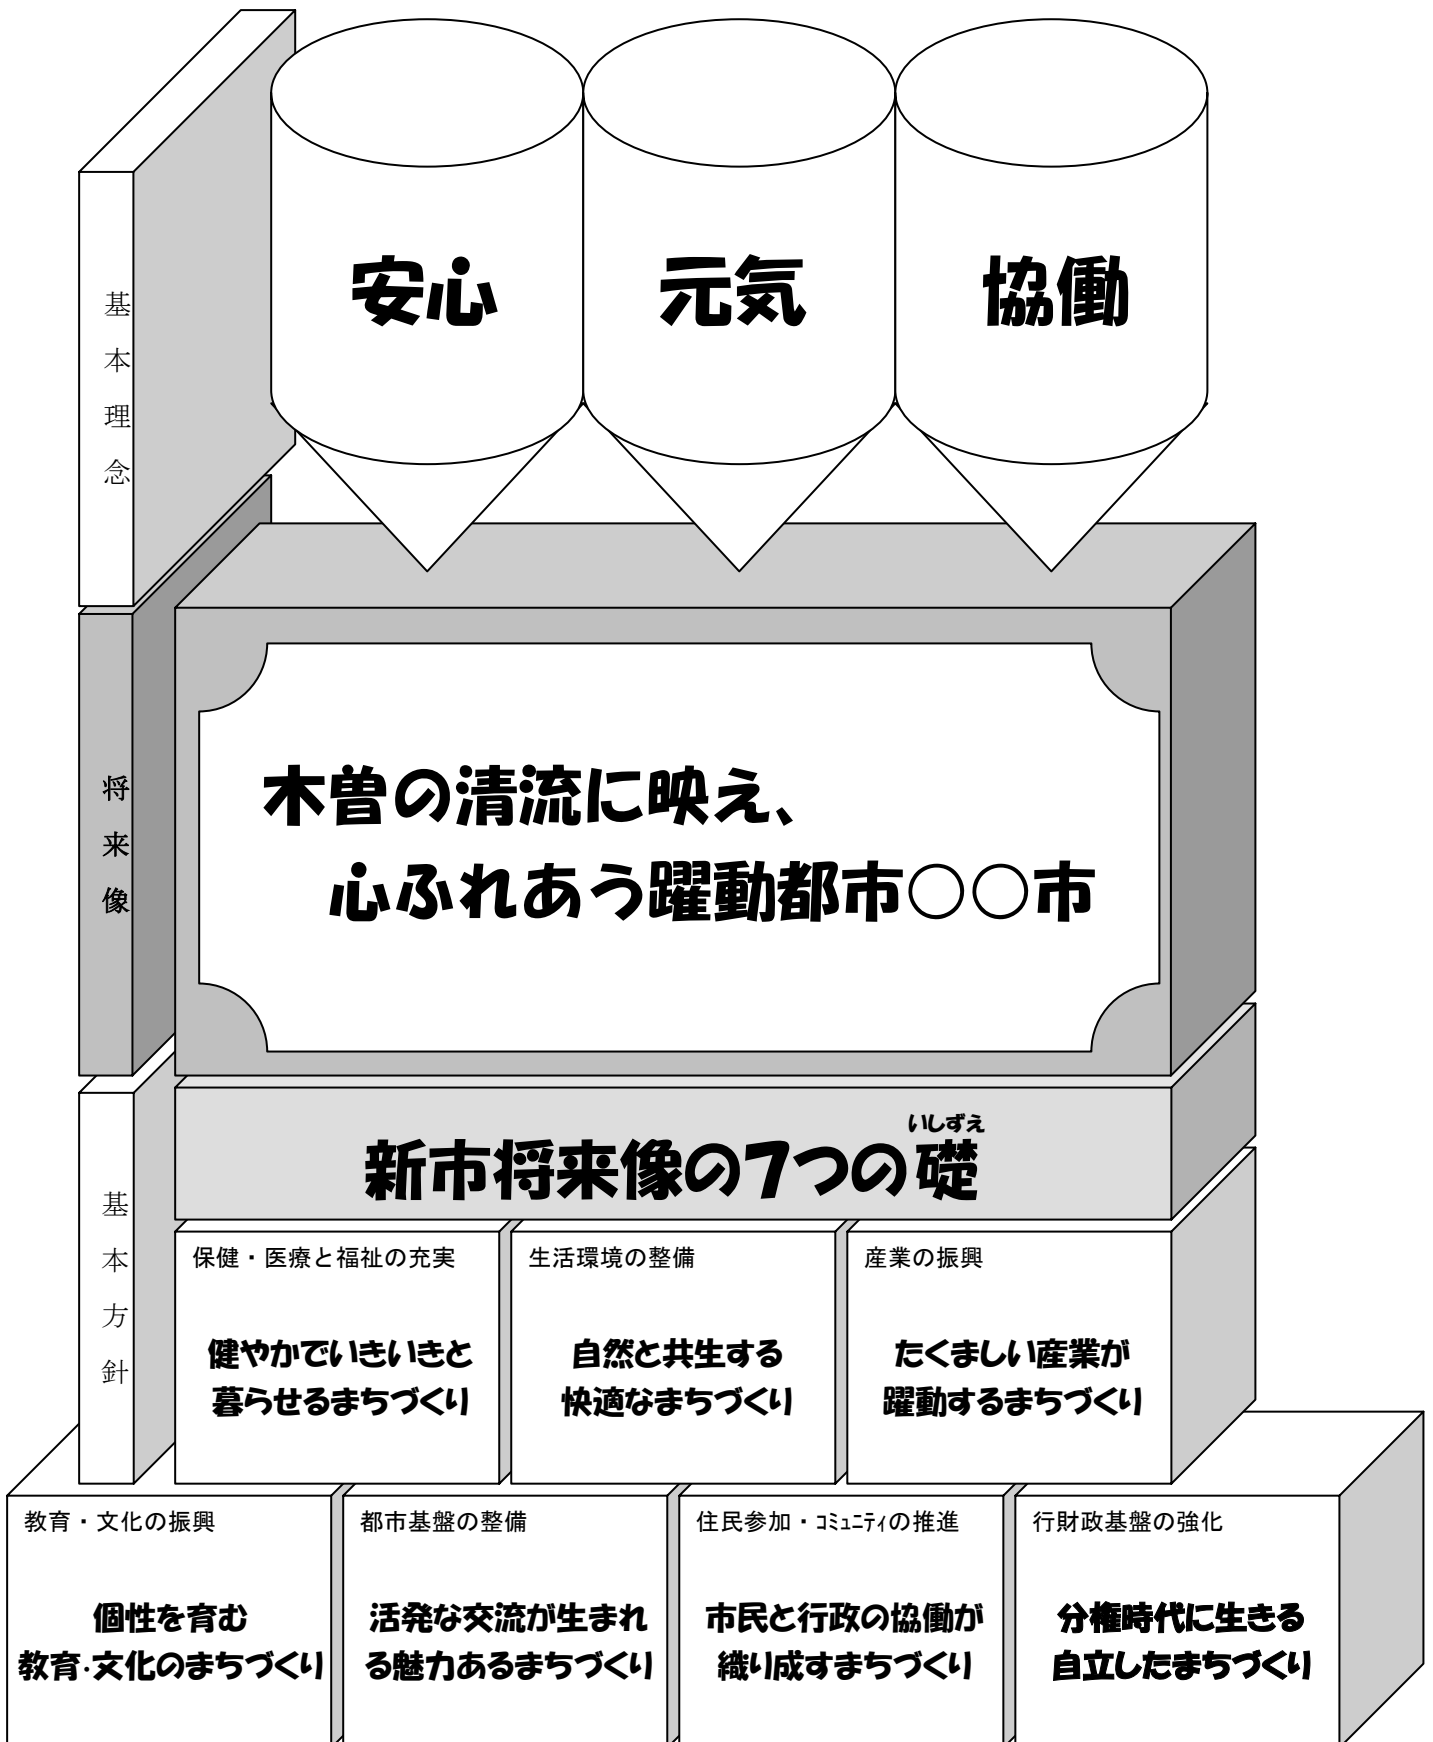 基本理念
安心
元気
協働
将来像
木曽の清流に映え、
心ふれあう躍動都市○○市
基本方針
いしずえ
新市将来像の7つの礎
保健・医療と福祉の充実
健やかでいきいきと
暮らせるまちづくり
生活環境の整備
自然と共生する
快適なまちづくり
産業の振興
たくましい産業が
躍動するまちづくり
教育・文化の振興
個性を育む
教育・文化のまちづくり
都市基盤の整備
活発な交流が生まれ
る魅力あるまちづくり
住民参加・ｺﾐｭﾆﾃｨの推進
市民と行政の協働が
織り成すまちづくり
行財政基盤の強化
分権時代に生きる
自立したまちづくり